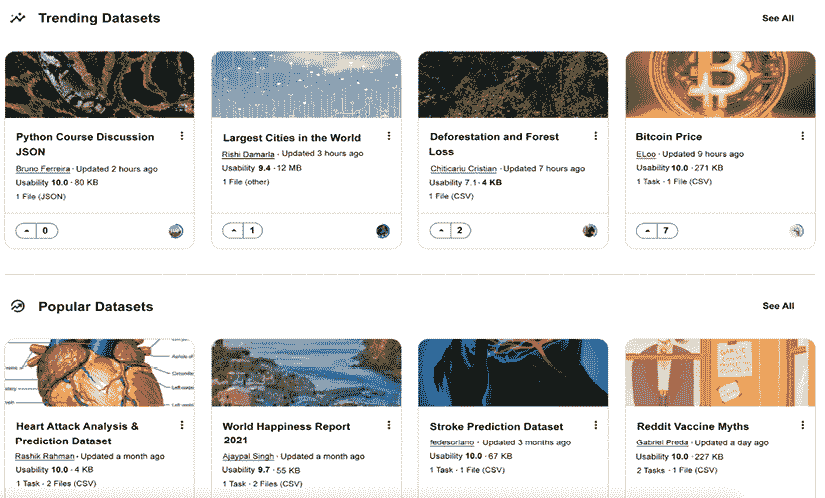 Trending Datasets
See All
Python Course Discussion
JSON
Bruno Ferreira · Updated 2 hours ago
Usability 10.0 · 80 KB
1 File (JSON)
0
Largest Cities in the World
Rishi Damarla · Updated 3 hours ago
Usability 9.4 · 12 MB
1 File (other)
1
Deforestation and Forest
Loss
Chiticariu Cristian · Updated 7 hours ago
Usability 7.1 · 4 KB
1 File (CSV)
2
Bitcoin Price
ELoo · Updated 9 hours ago
Usability 10.0 · 271 KB
1 Task · 1 File (CSV)
7
Popular Datasets
See All
Heart Attack Analysis &
Prediction Dataset
Rashik Rahman · Updated a month ago
Usability 10.0 · 4 KB
1 Task · 2 Files (CSV)
World Happiness Report
2021
Ajaypal Singh · Updated a month ago
Usability 9.7 · 55 KB
1 Task · 2 Files (CSV)
Stroke Prediction Dataset
fedesoriano · Updated 3 months ago
Usability 10.0 · 67 KB
1 Task · 1 File (CSV)
Reddit Vaccine Myths
Gabriel Preda · Updated a day ago
Usability 10.0 · 227 KB
2 Tasks · 1 File (CSV)